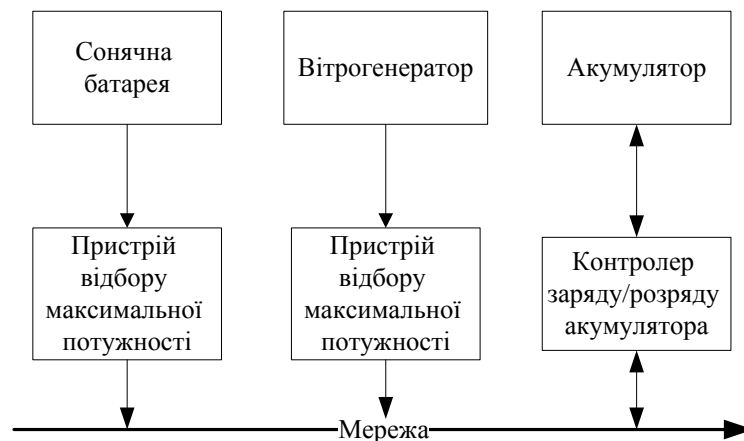 Сонячна
батарея
Вітрогенератор
Акумулятор
Пристрій
відбору
максимальної
потужності
Пристрій
відбору
максимальної
потужності
Контролер
заряду/розряду
акумулятора
Мережа